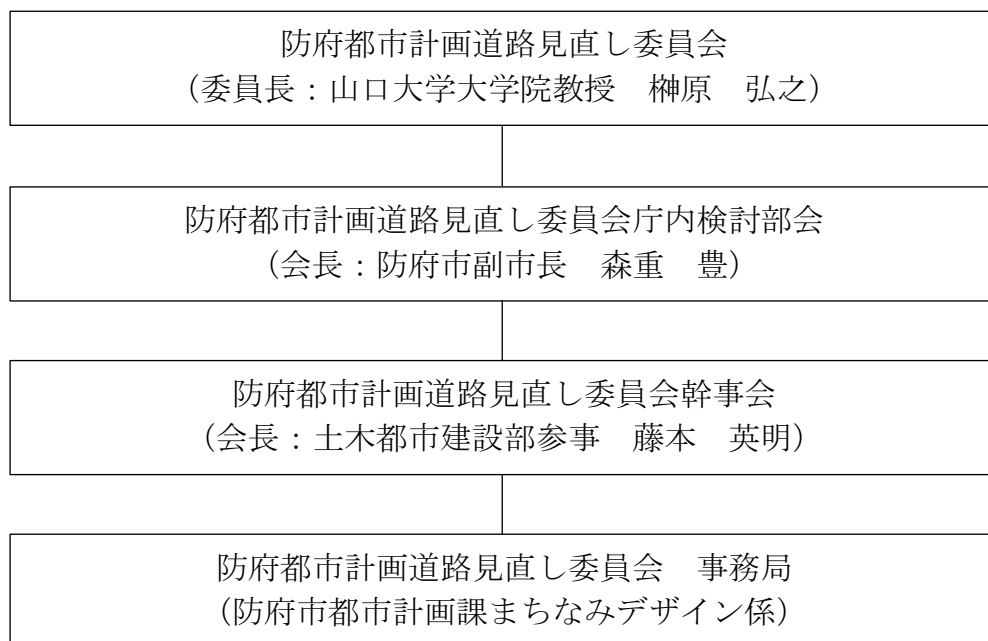 防府都市計画道路見直し委員会
(委員長：山口大学大学院教授　榊原　弘之)
防府都市計画道路見直し委員会庁内検討部会
(会長：防府市副市長　森重　豊)
防府都市計画道路見直し委員会幹事会
(会長：土木都市建設部参事　藤本　英明)
防府都市計画道路見直し委員会　事務局
(防府市都市計画課まちなみデザイン係)